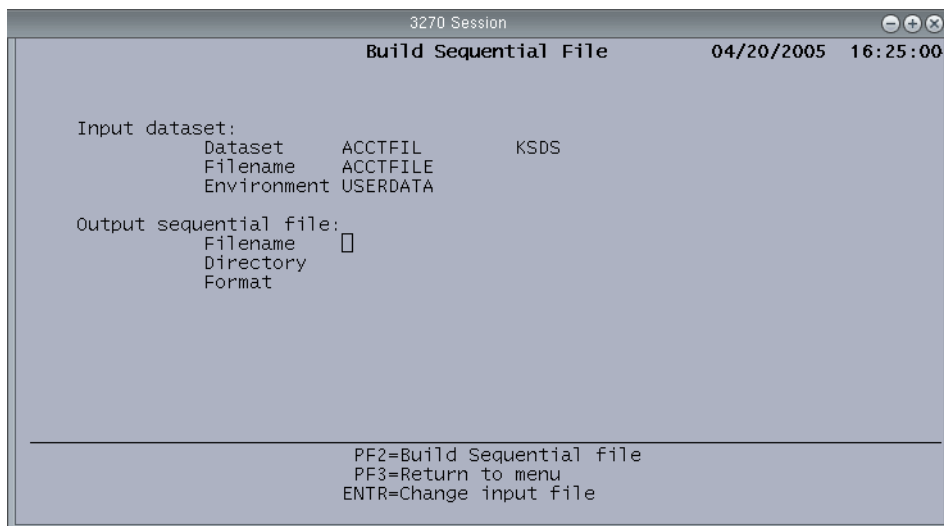 3270 Session
Build Sequential File 04/20/2005 16:25:00
Input dataset:
Dataset ACCTFIL KSDS
Filename ACCTFILE
Environment USERDATA
Output sequential file:
Filename
Directory
Format
PF2=Build Sequential file
PF3=Return to menu
ENTR=Change input file